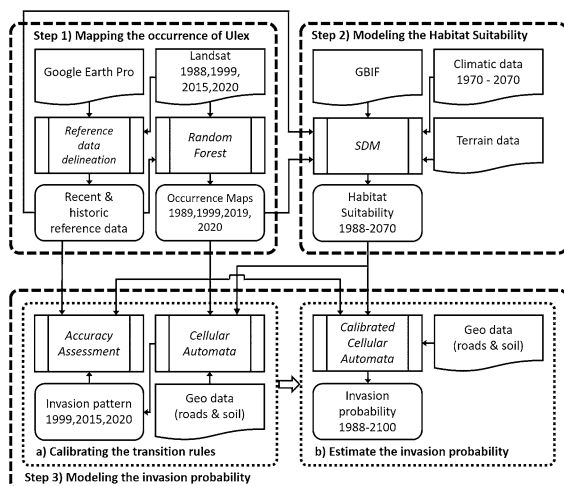 Step 1) Mapping the occurrence of Ulex
Google Earth Pro
Landsat
1988,1999,
2015,2020
Reference
data
delineation
Random
Forest
Recent &
historic
reference data
Occurrence Maps
1989,1999,2019,
2020
Step 2) Modeling the Habitat Suitability
GBIF
Climatic data
1970 - 2070
SDM
Terrain data
Habitat
Suitability
1988-2070
Accuracy
Assessment
Cellular
Automata
Invasion pattern
1999,2015,2020
Geo data
(roads & soil)
a) Calibrating the transition rules
Calibrated
Cellular
Automata
Geo data
(roads & soil)
Invasion
probability
1988-2100
b) Estimate the invasion probability
Step 3) Modeling the invasion probability